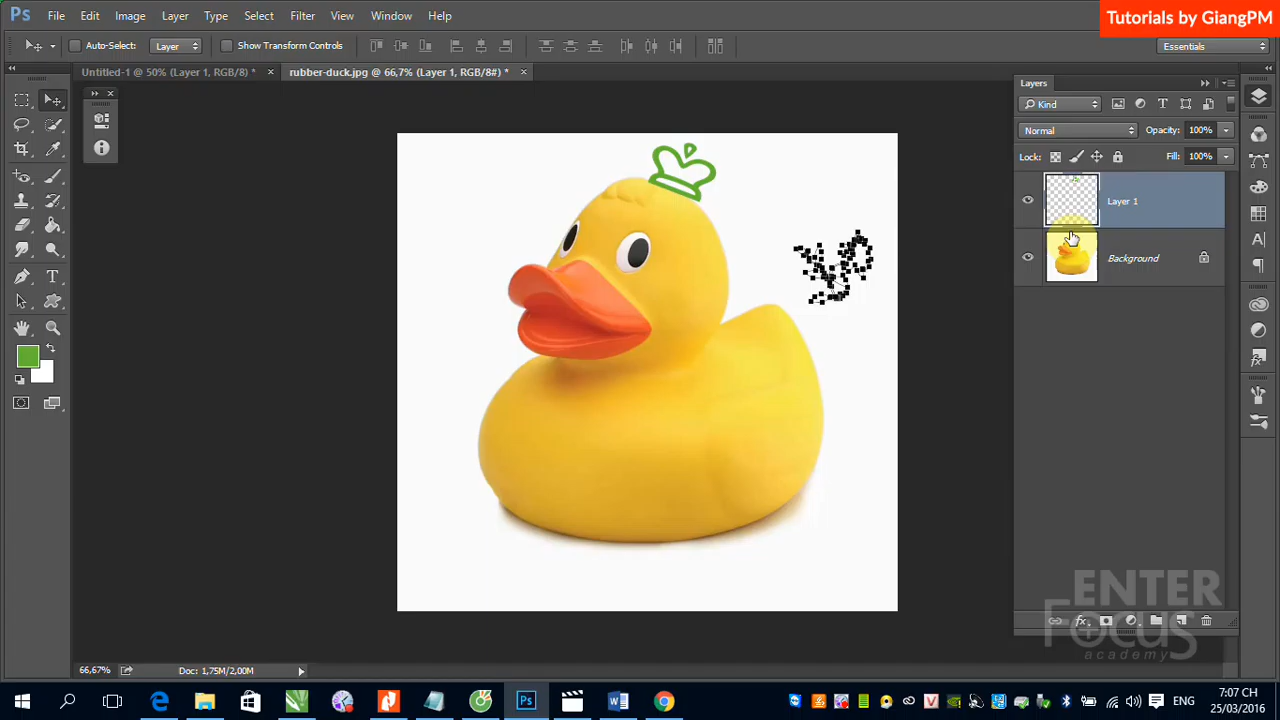 Tutorials by GiangPM
Ps File Edit Image Layer Type Select Filter View Window Help
Auto-Select: Layer Show Transform Controls Essentials
Untitled-1 @ 50% (Layer 1, RGB/8) * × rubber-duck.jpg @ 66,7% (Layer 1, RGB/8#) * ×
Layers
Kind
Normal Opacity: 100%
Lock: Fill: 100%
Layer 1
Background
ENTER
Focus
academy
66,67% Doc: 1,75M/2,00M
ENG
7:07 CH
25/03/2016